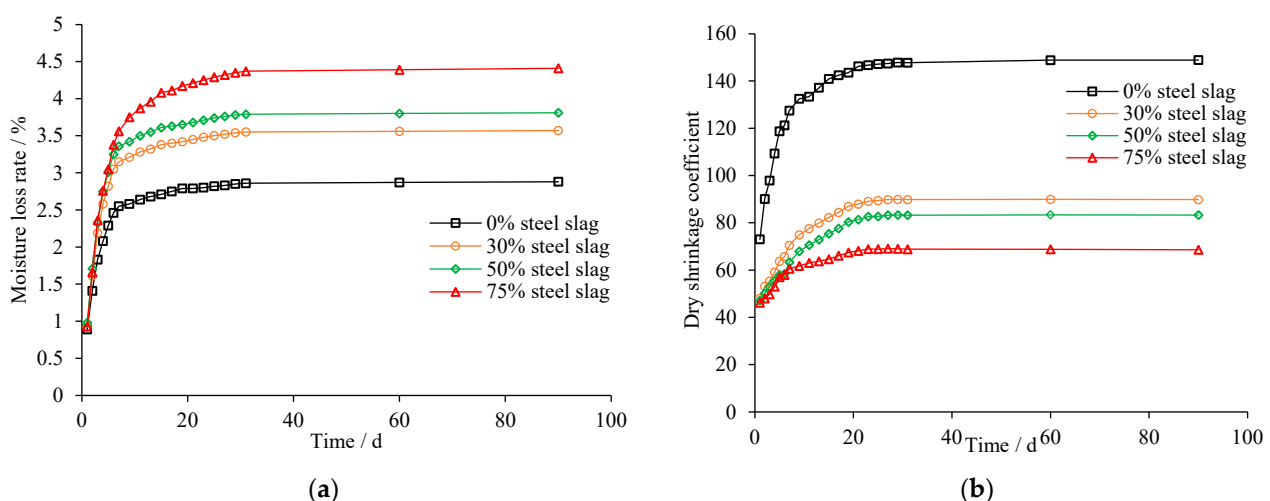 5
4.5
4
3.5
3
2.5
2
1.5
1
0.5
0
0 20 40 60 80 100
Moisture loss rate / %
Time / d
0% steel slag
30% steel slag
50% steel slag
75% steel slag
(a)
160
140
120
100
80
60
40
20
0
0 20 40 60 80 100
Dry shrinkage coefficient
Time / d
0% steel slag
30% steel slag
50% steel slag
75% steel slag
(b)